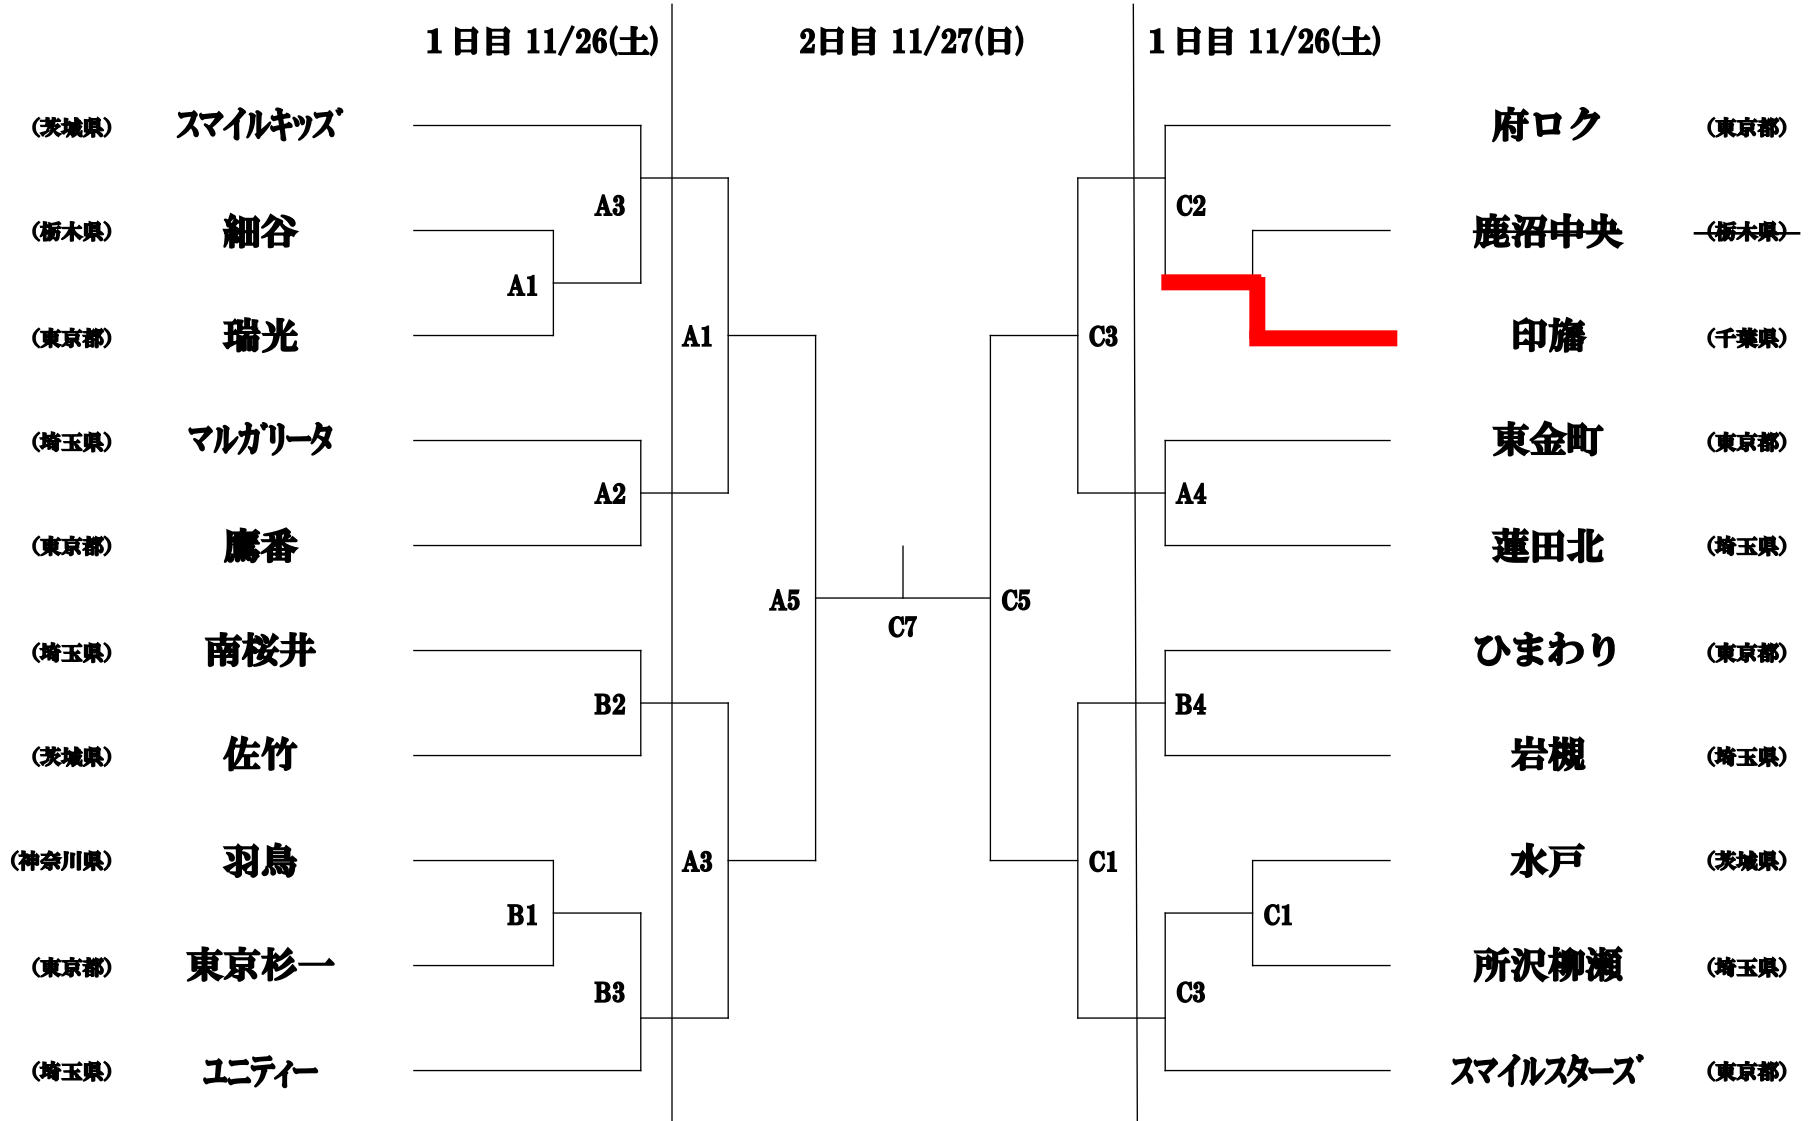 １日目 11/26(土) 2日目 11/27(日) １日目 11/26(土)
(茨城県) スマイルキッズ 府ロク (東京都)
A3 C2
(栃木県) 細谷 鹿沼中央 (栃木県)
A1
(東京都) 瑞光 A1 C3 印旛 (千葉県)
(埼玉県) マルガリータ 東金町 (東京都)
A2 A4
(東京都) 鷹番 蓮田北 (埼玉県)
A5 C5
C7
(埼玉県) 南桜井 ひまわり (東京都)
B2 B4
(茨城県) 佐竹 岩槻 (埼玉県)
(神奈川県) 羽鳥 A3 C1 水戸 (茨城県)
B1 C1
(東京都) 東京杉一 所沢柳瀬 (埼玉県)
B3 C3
(埼玉県) ユニティー スマイルスターズ (東京都)